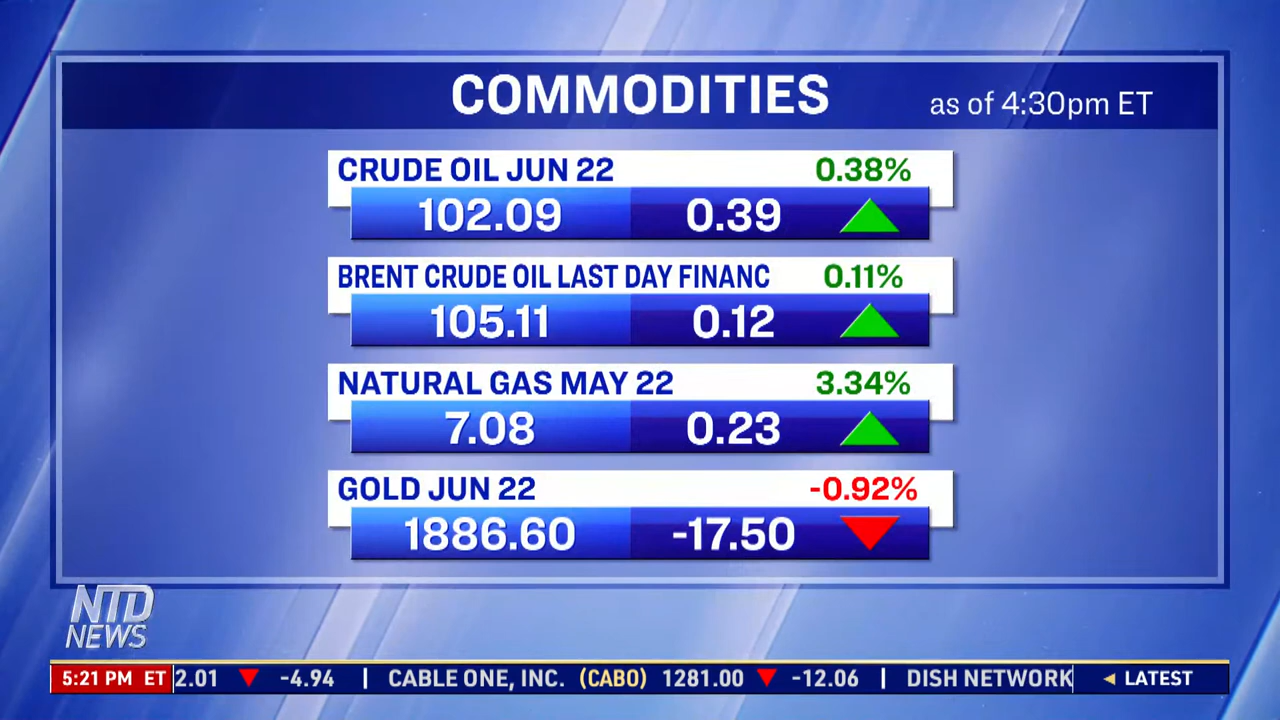 COMMODITIES as of 4:30pm ET
CRUDE OIL JUN 22 0.38%
102.09 0.39
BRENT CRUDE OIL LAST DAY FINANC 0.11%
105.11 0.12
NATURAL GAS MAY 22 3.34%
7.08 0.23
GOLD JUN 22 -0.92%
1886.60 -17.50
NTD
NEWS
5:21 PM ET 2.01 ▼ -4.94 | CABLE ONE, INC. (CABO) 1281.00 ▼ -12.06 | DISH NETWORK ◄ LATEST